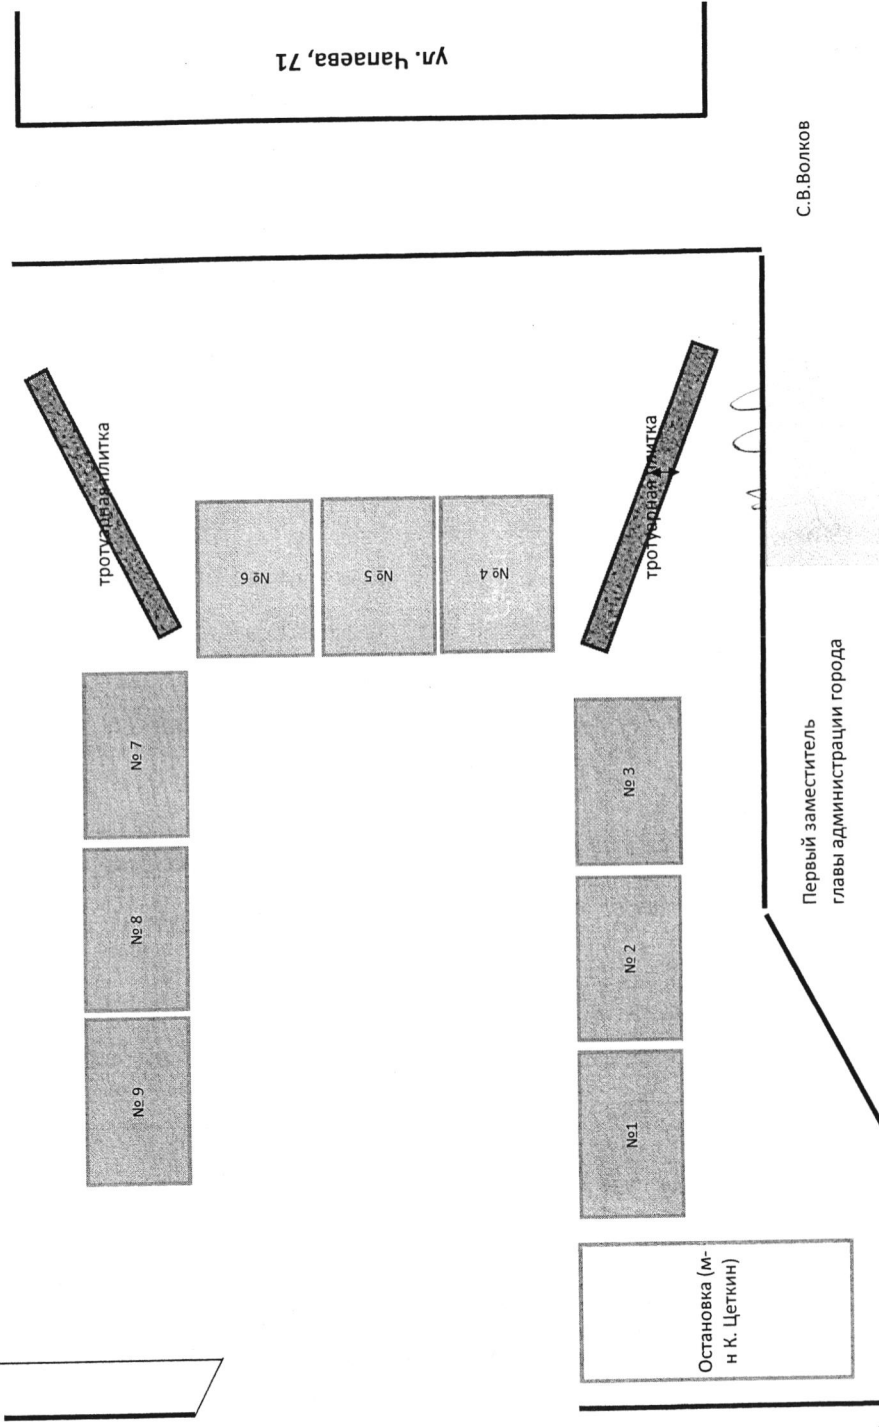 № 9
№ 8
№ 7
тротуарная плитка
№ 6
№ 5
№ 4
ул. Чапаева, 71
Остановка (м-
н К. Цеткин)
№1
№ 2
№ 3
тротуарная плитка
Первый заместитель
главы администрации города
С.В.Волков